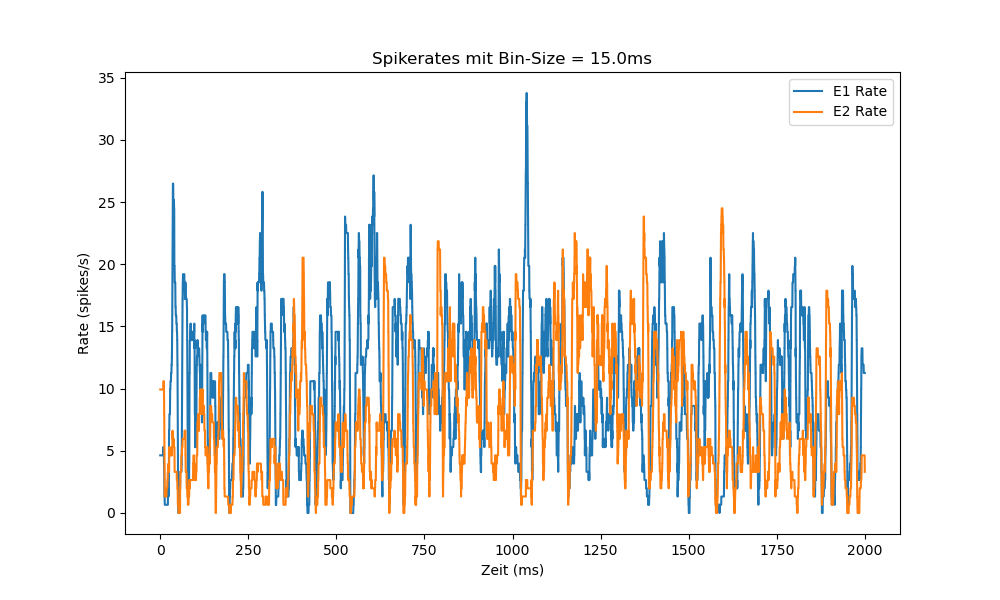 Spikerates mit Bin-Size = 15.0ms
E1 Rate
E2 Rate
Rate (spikes/s)
35
30
25
20
15
10
5
0
0 250 500 750 1000 1250 1500 1750 2000
Zeit (ms)